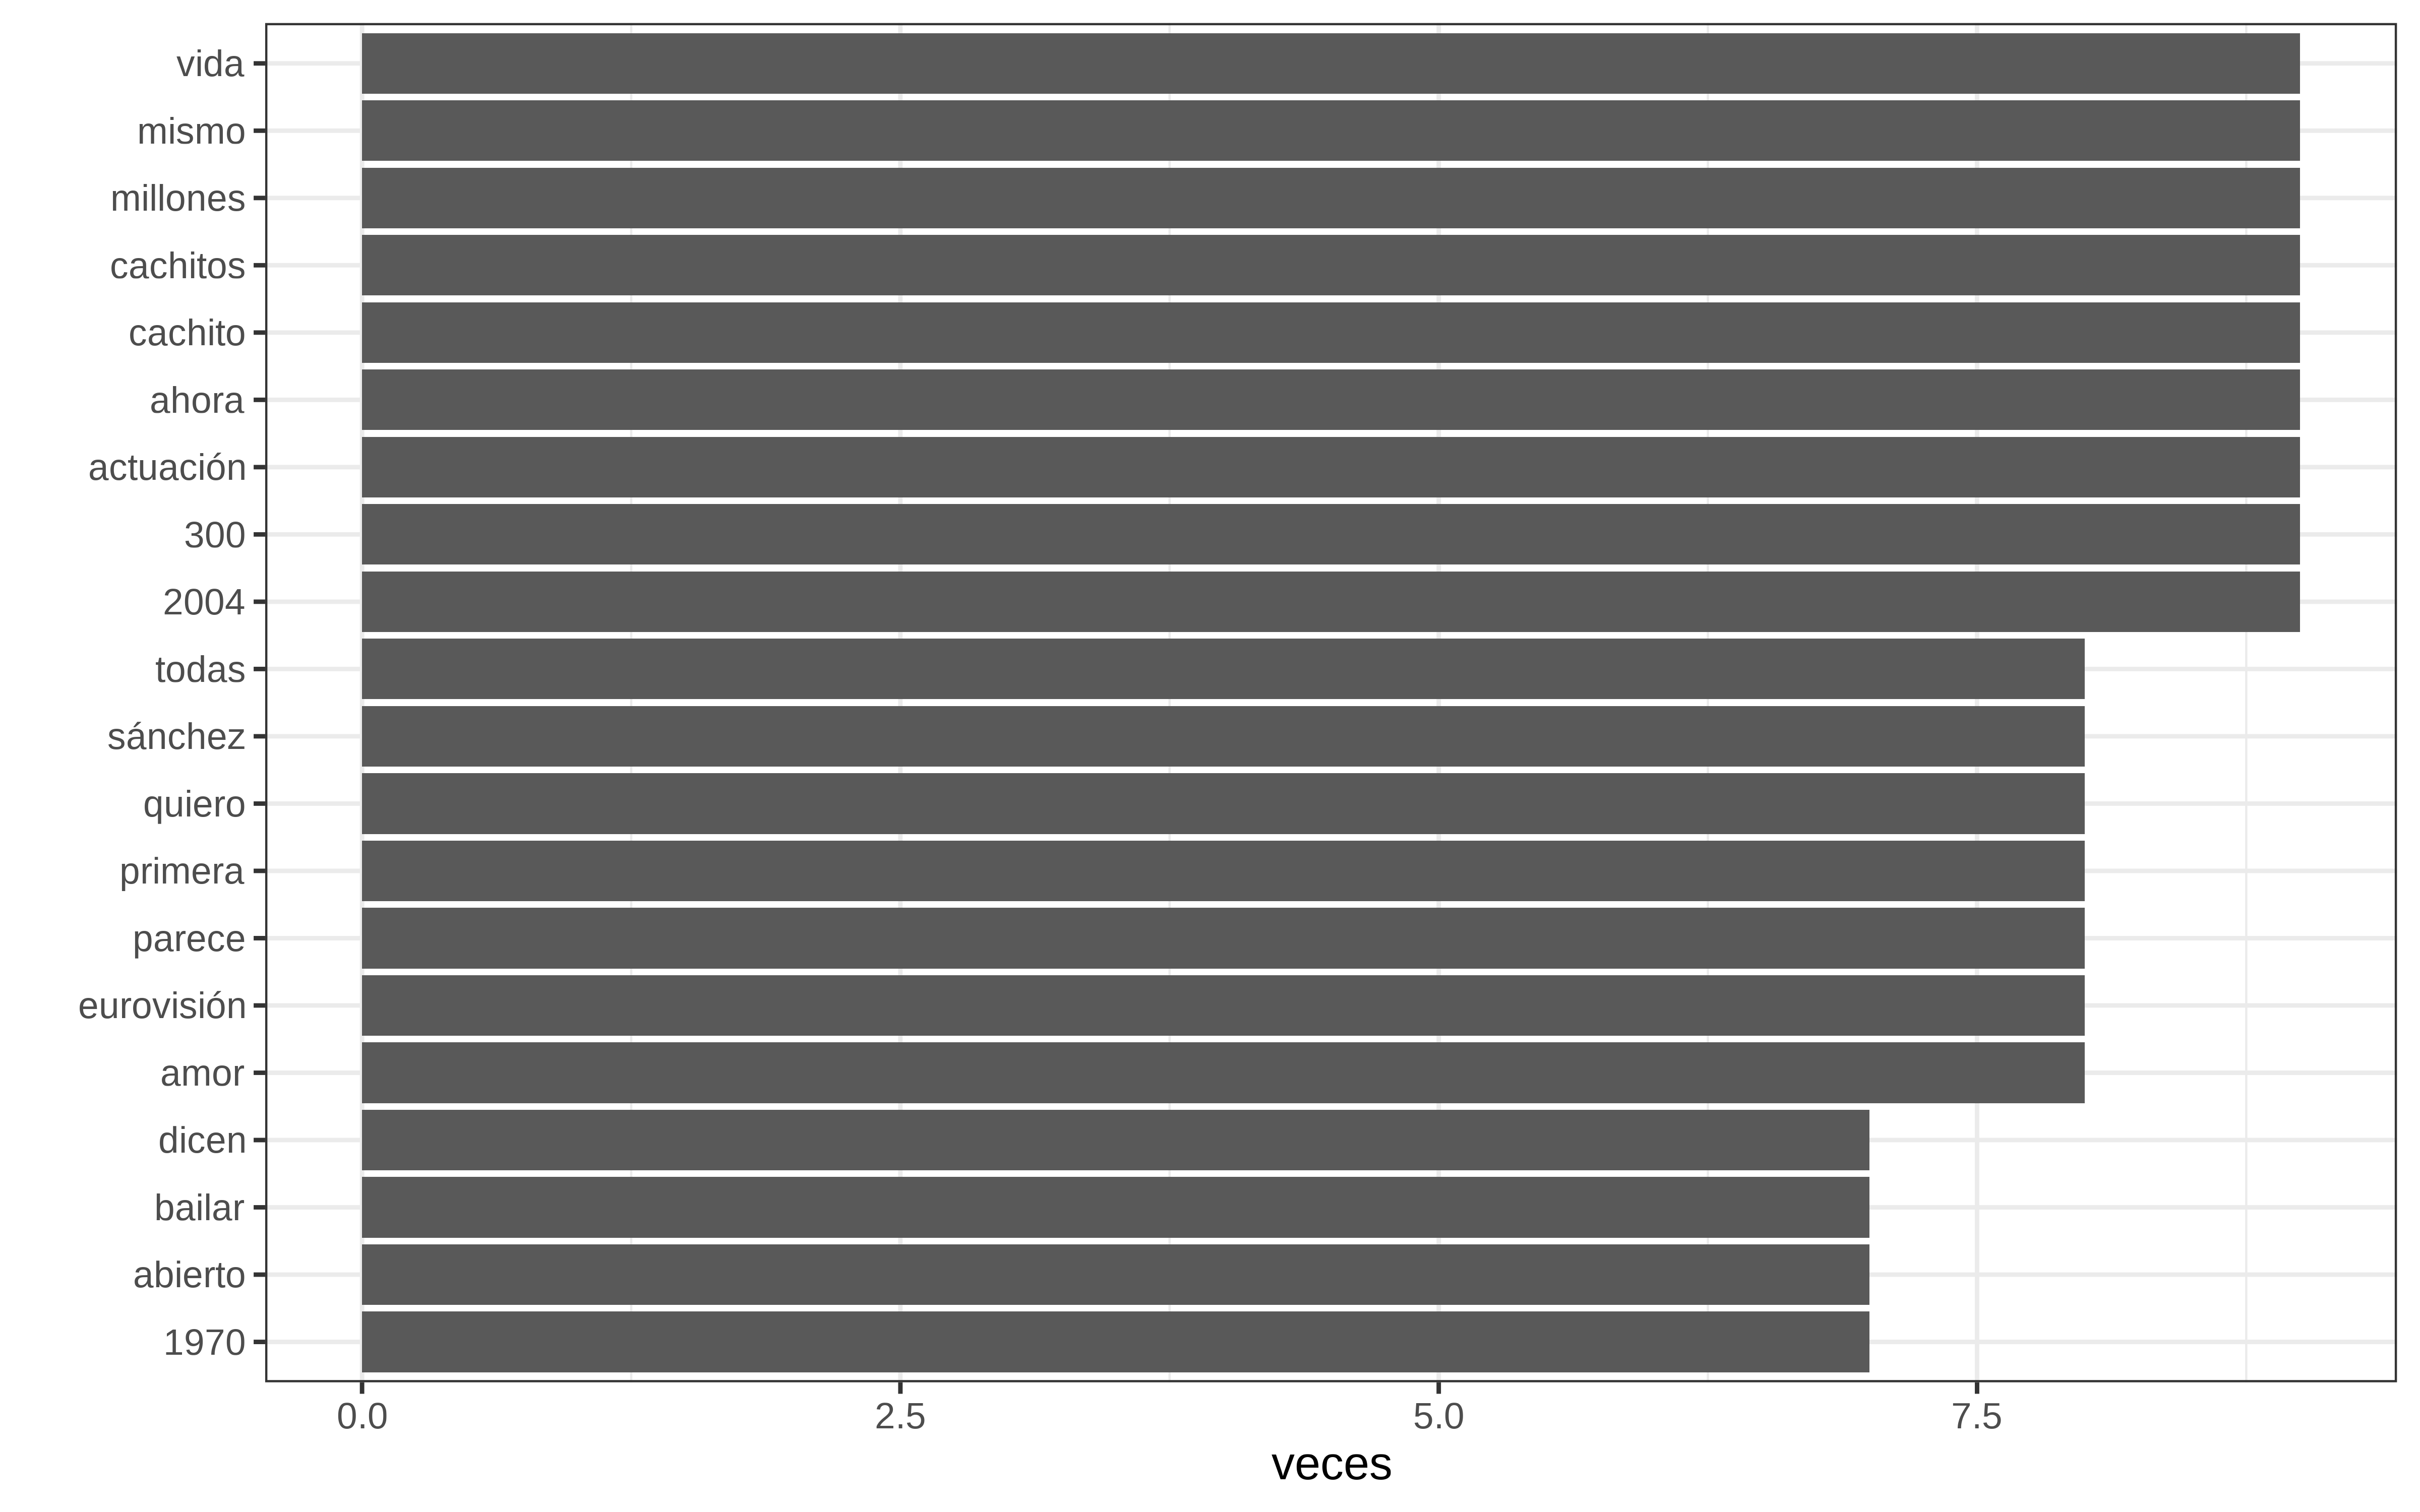 vida
mismo
millones
cachitos
cachito
ahora
actuación
300
2004
todas
sánchez
quiero
primera
parece
eurovisión
amor
dicen
bailar
abierto
1970
0.0 2.5 5.0 7.5
veces